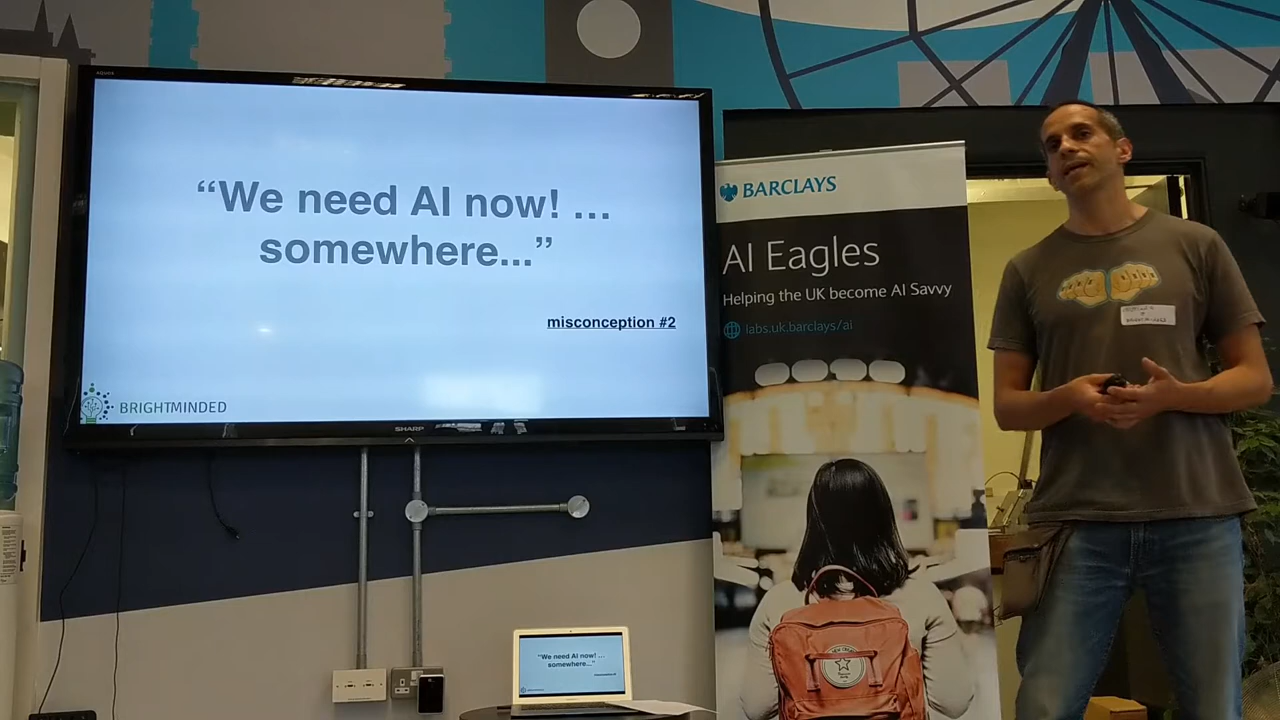 “We need AI now! ...
somewhere...”
misconception #2
BRIGHTMINDED
SHARP
BARCLAYS
AI Eagles
Helping the UK become AI Savvy
labs.uk.barclays/ai
“We need AI now! ...
somewhere...”